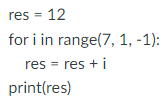 res = 12
for i in range(7, 1, -1):
    res = res + i
print(res)